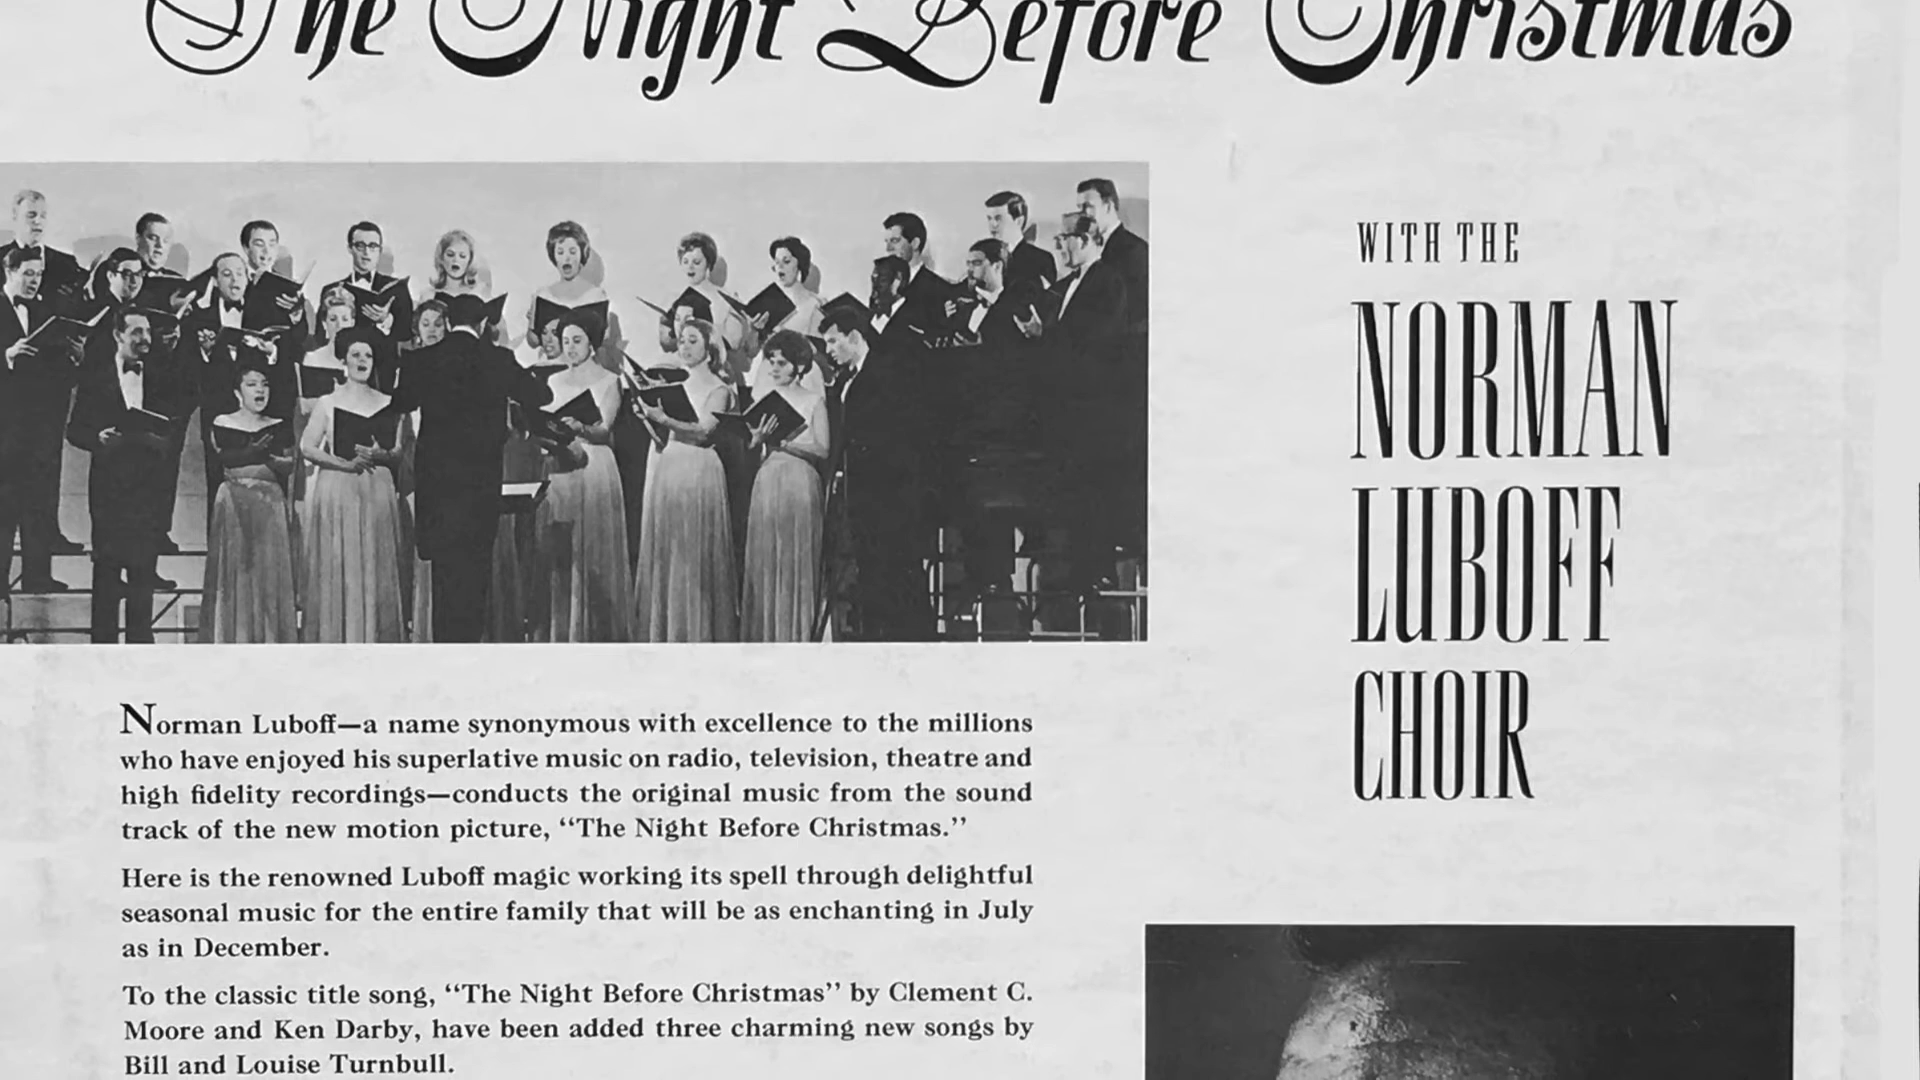 The Night Before Christmas
WITH THE
NORMAN
LUBOFF
CHOIR
Norman Luboff—a name synonymous with excellence to the millions
who have enjoyed his superlative music on radio, television, theatre and
high fidelity recordings—conducts the original music from the sound
track of the new motion picture, “The Night Before Christmas.”
Here is the renowned Luboff magic working its spell through delightful
seasonal music for the entire family that will be as enchanting in July
as in December.
To the classic title song, “The Night Before Christmas” by Clement C.
Moore and Ken Darby, have been added three charming new songs by
Bill and Louise Turnbull.